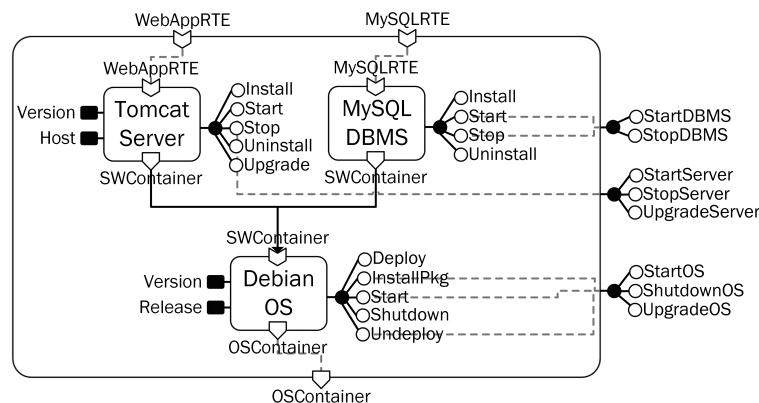 WebAppRTE
MySQLRTE
WebAppRTE
MySQLRTE
Version
Host
Tomcat
Server
Install
Start
Stop
Uninstall
Upgrade
MySQL
DBMS
Install
Start
Stop
Uninstall
StartDBMS
StopDBMS
SWContainer
SWContainer
StartServer
StopServer
UpgradeServer
SWContainer
Version
Release
Debian
OS
Deploy
InstallPkg
Start
Shutdown
Undeploy
StartOS
ShutdownOS
UpgradeOS
OSContainer
OSContainer